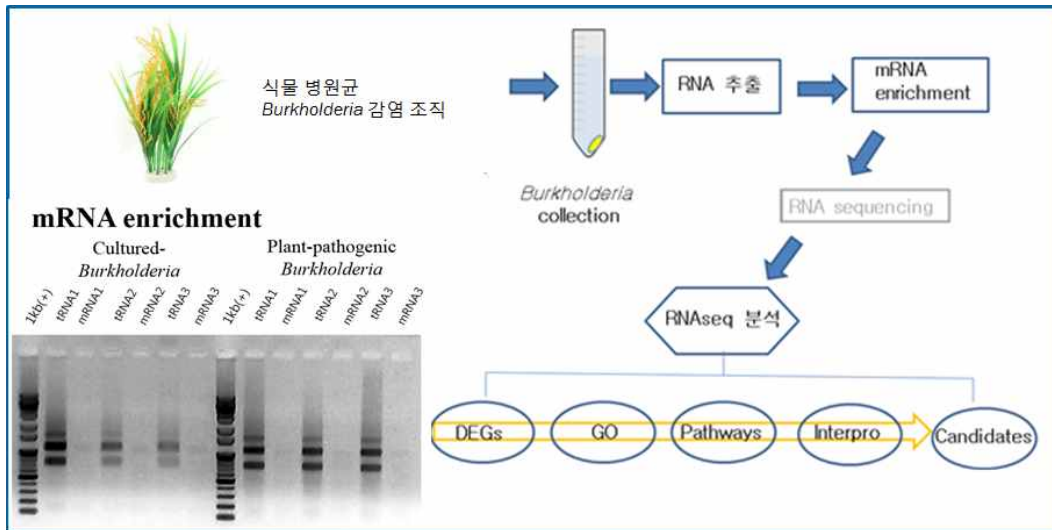 식물 병원균
Burkholderia 감염 조직
RNA 추출
mRNA
enrichment
Burkholderia
collection
RNA sequencing
RNAseq 분석
DEGs
GO
Pathways
Interpro
Candidates
mRNA enrichment
Cultured-
Burkholderia
Plant-pathogenic
Burkholderia
1kb(+) tRNA1 mRNA1 tRNA2 mRNA2 tRNA3 mRNA3 1kb(+) tRNA1 mRNA1 tRNA2 mRNA2 tRNA3 mRNA3